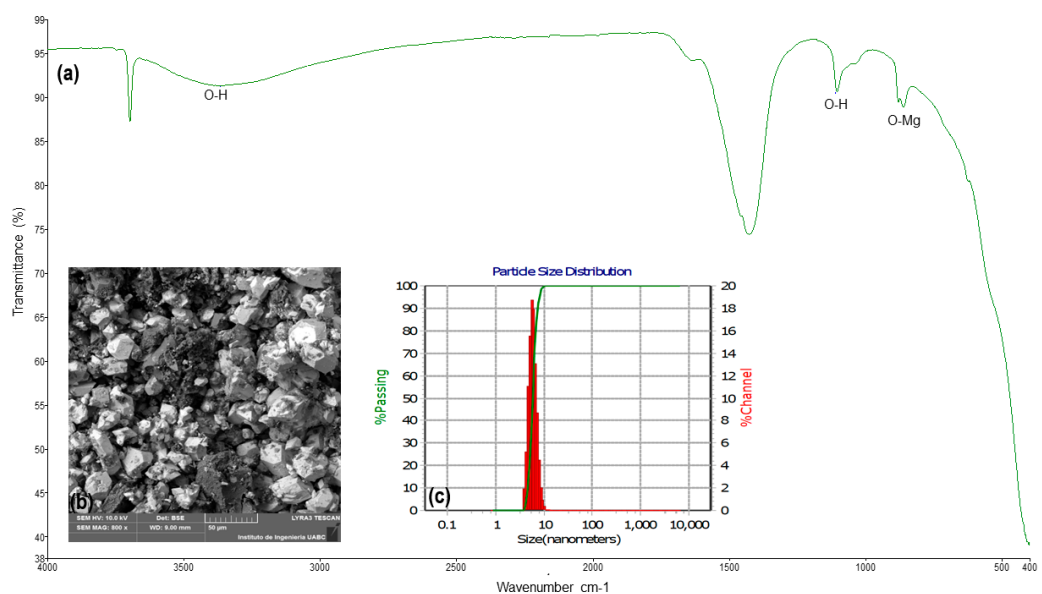 99
95
90
85
80
75
70
65
60
55
50
45
40
38
Transmittance (%)
(a)
O-H
O-H
O-Mg
4000
3500
3000
2500
2000
1500
1000
500
400
Wavenumber cm-1
(b)
SEM HV: 10.0 kV Det: BSE LYRA3 TESCAN
SEM MAG: 800 x WD: 9.00 mm 50 µm
Instituto de Ingeniería UABC
Particle Size Distribution
100
90
80
70
60
50
40
30
20
10
0
%Passing
20
18
16
14
12
10
8
6
4
2
0
%Channel
(c)
0.1 1 10 100 1,000 10,000
Size(nanometers)